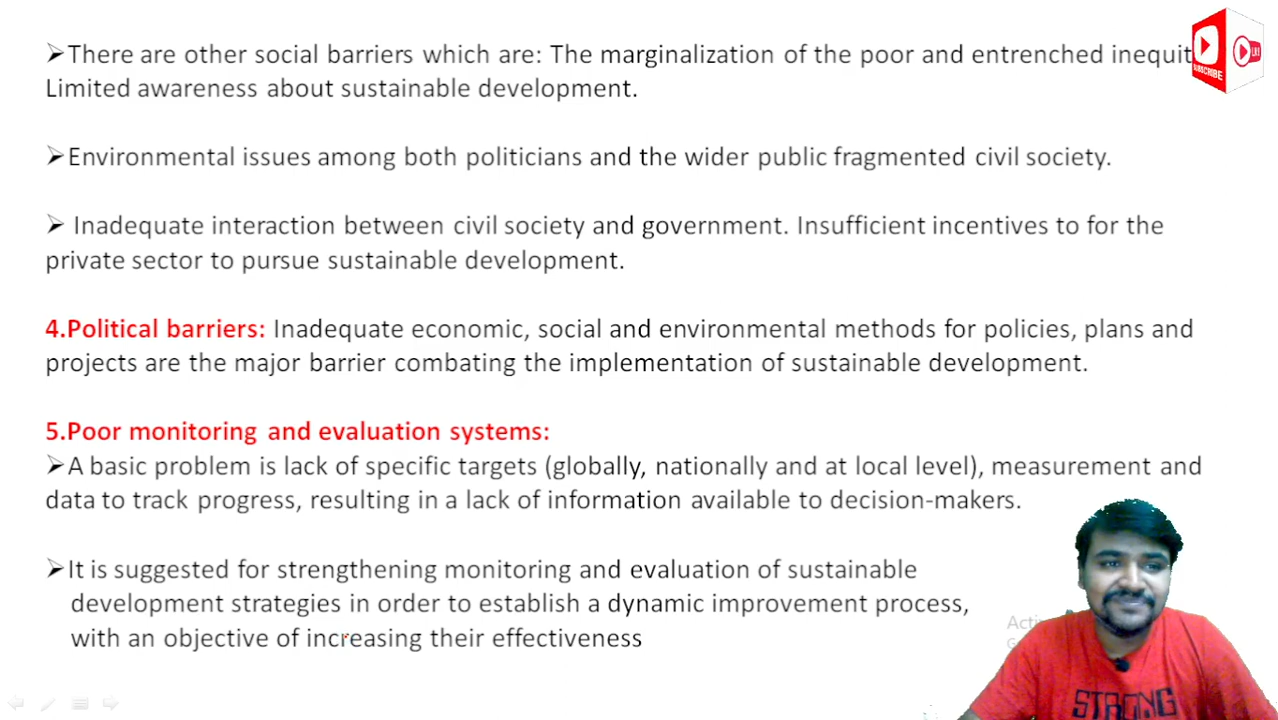 ➢There are other social barriers which are: The marginalization of the poor and entrenched inequit
Limited awareness about sustainable development.
➢Environmental issues among both politicians and the wider public fragmented civil society.
➢ Inadequate interaction between civil society and government. Insufficient incentives to for the
private sector to pursue sustainable development.
4.Political barriers: Inadequate economic, social and environmental methods for policies, plans and
projects are the major barrier combating the implementation of sustainable development.
5.Poor monitoring and evaluation systems:
➢A basic problem is lack of specific targets (globally, nationally and at local level), measurement and
data to track progress, resulting in a lack of information available to decision-makers.
➢It is suggested for strengthening monitoring and evaluation of sustainable
development strategies in order to establish a dynamic improvement process,
with an objective of increasing their effectiveness
SUBSCRIBE
STRONG